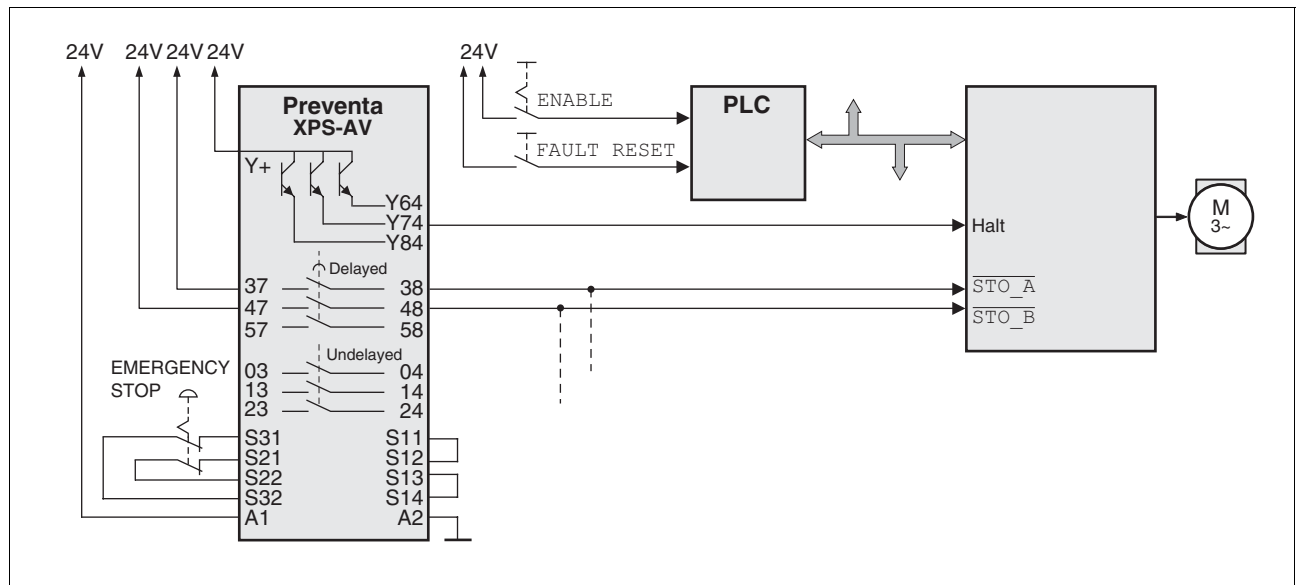 24V
24V
24V
24V
24V
Preventa
XPS-AV
Y+
Y64
Y74
Y84
Delayed
37
38
47
48
57
58
Undelayed
03
04
13
14
23
24
EMERGENCY
STOP
S31
S11
S21
S12
S22
S13
S32
S14
A1
A2
ENABLE
FAULT RESET
PLC
Halt
STO_A
STO_B
M
3~